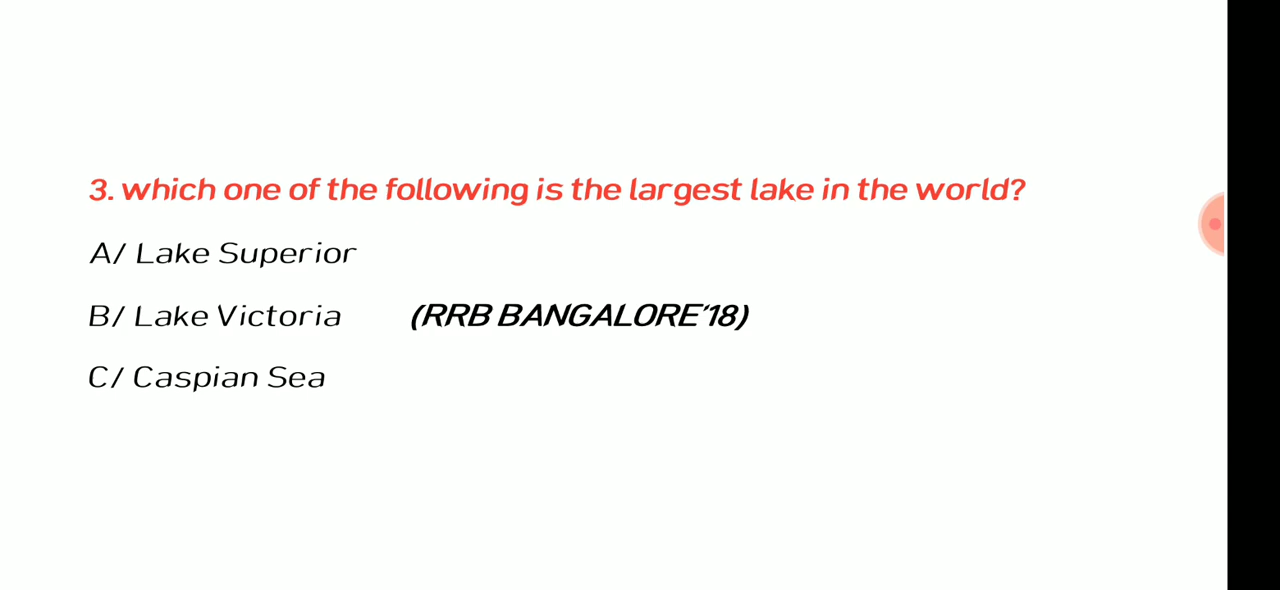 3. which one of the following is the largest lake in the world?
A/ Lake Superior
B/ Lake Victoria (RRB BANGALORE'18)
C/ Caspian Sea